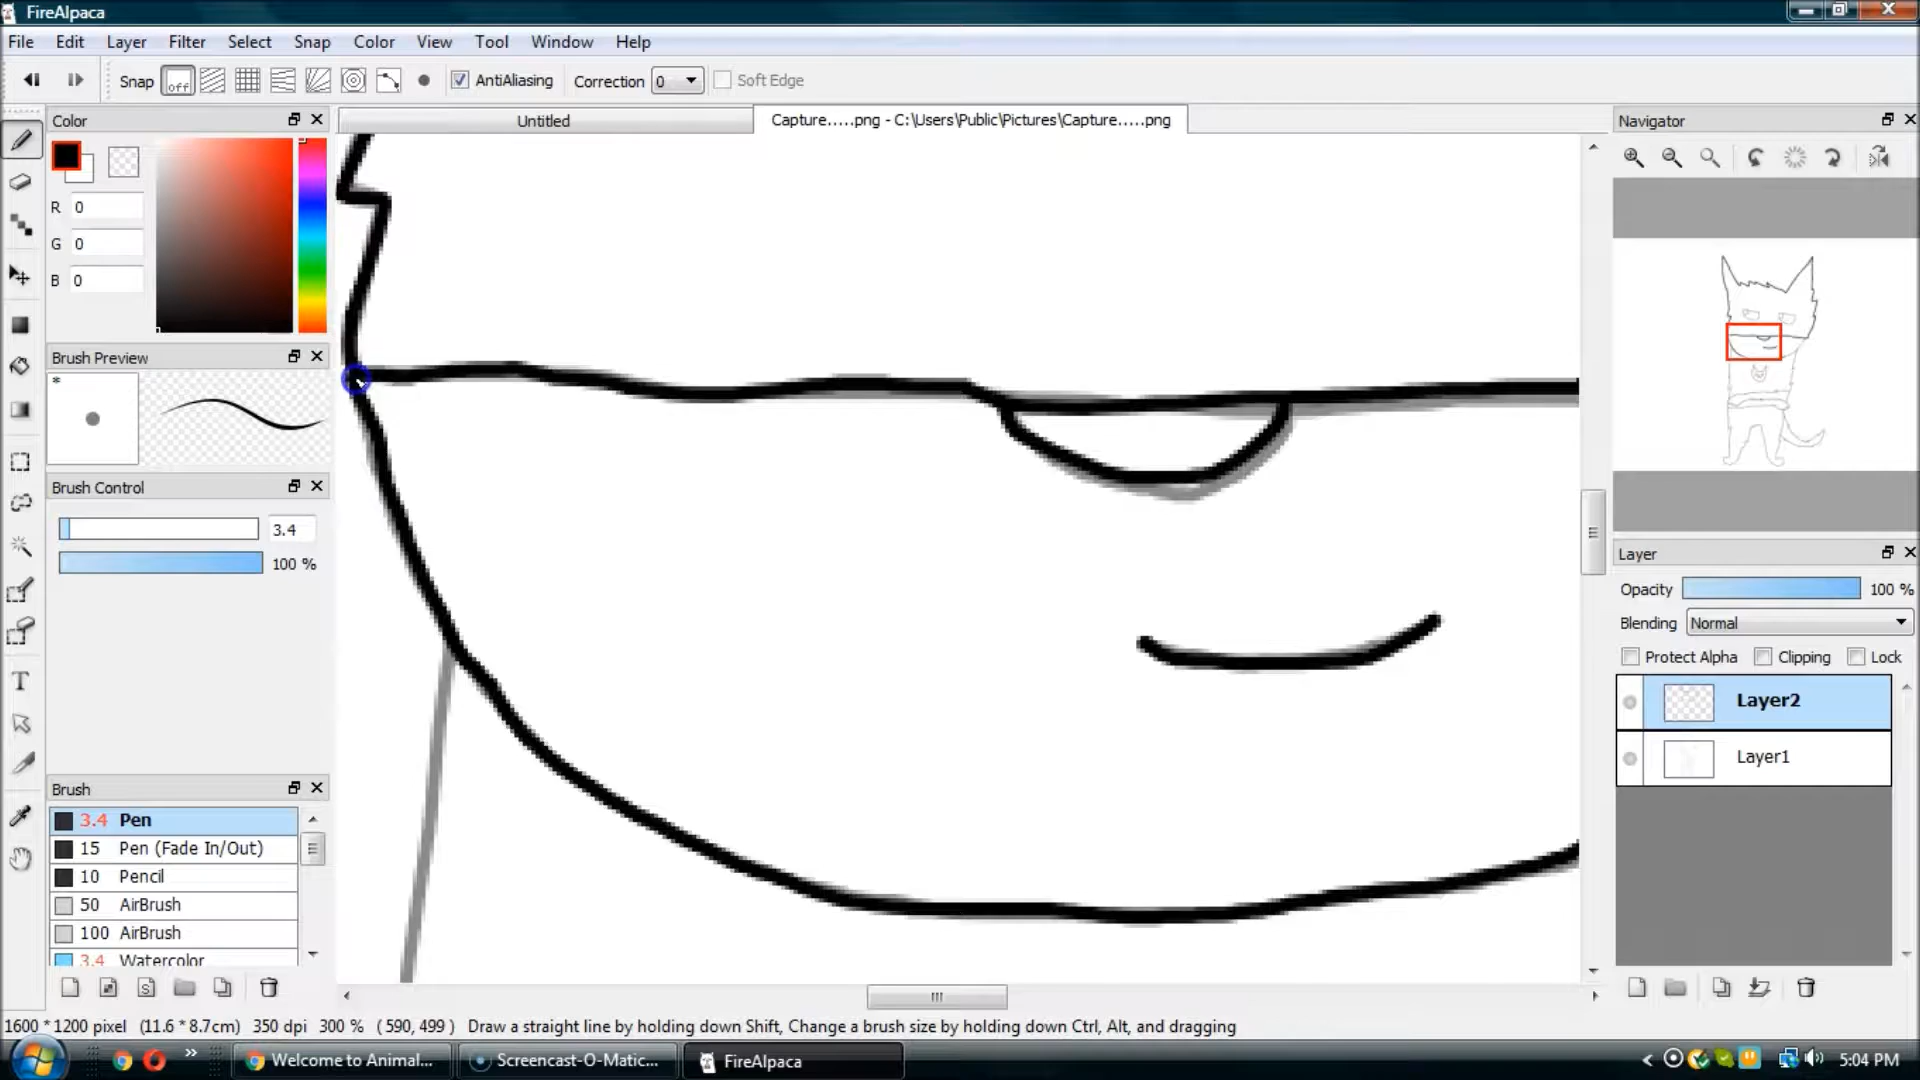 FireAlpaca
File Edit Layer Filter Select Snap Color View Tool Window Help
Snap off AntiAliasing Correction 0 Soft Edge
Color
R 0
G 0
B 0
Brush Preview
*
Brush Control
3.4
100 %
Brush
3.4 Pen
15 Pen (Fade In/Out)
10 Pencil
50 AirBrush
100 AirBrush
3.4 Watercolor
Untitled
Capture.....png - C:\Users\Public\Pictures\Capture.....png
Navigator
Layer
Opacity 100 %
Blending Normal
Protect Alpha Clipping Lock
Layer2
Layer1
1600 * 1200 pixel (11.6 * 8.7cm) 350 dpi 300 % ( 590, 499 ) Draw a straight line by holding down Shift, Change a brush size by holding down Ctrl, Alt, and dragging
Welcome to Animal... Screencast-O-Matic... FireAlpaca 5:04 PM